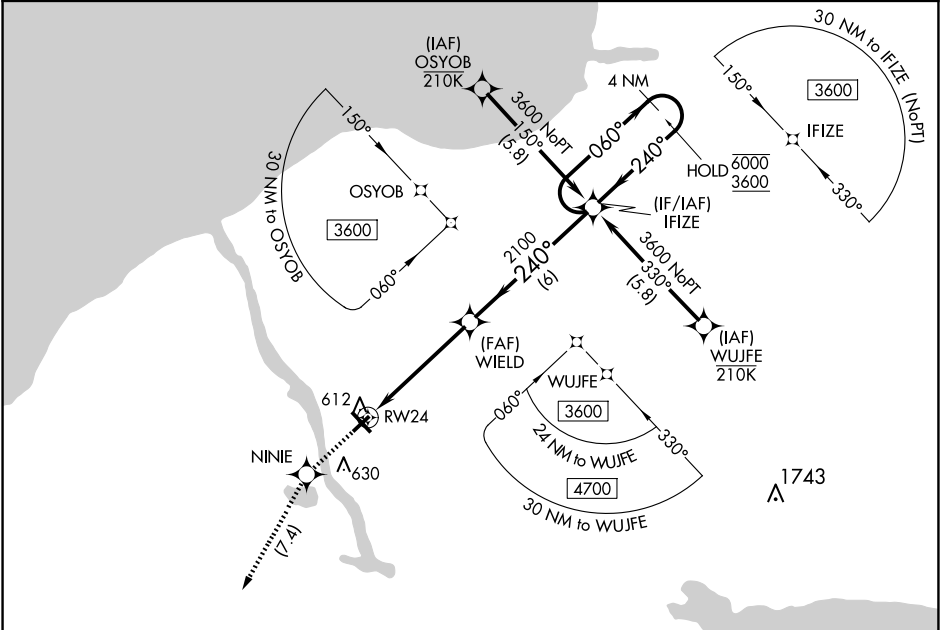 (IAF)
OSYOB
210K
3600 NoPT
150°
(5.8)
4 NM
060°
240°
HOLD
6000
3600
(IF/IAF)
IFIZE
30 NM to IFIZE (NoPT)
150°
3600
IFIZE
330°
150°
OSYOB
30 NM to OSYOB
3600
060°
2100
240°
(6)
3600 NoPT
330°
(5.8)
(IAF)
WUJFE
210K
(FAF)
WIELD
WUJFE
060°
3600
330°
24 NM to WUJFE
4700
30 NM to WUJFE
612
RW24
NINIE
630
1743
(7.4)